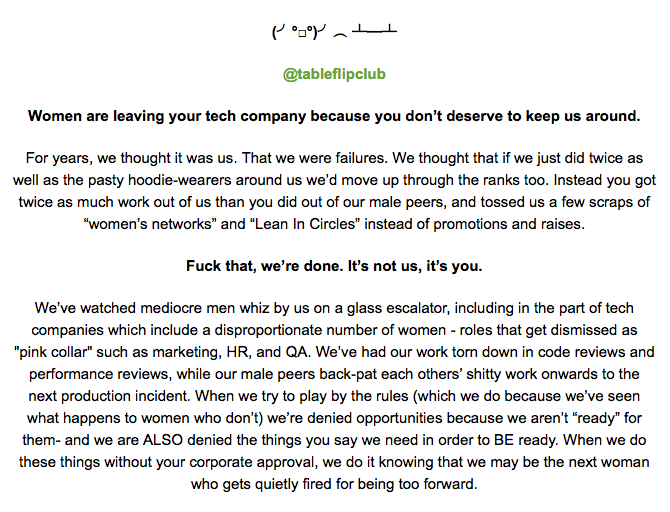 (╯°□°)╯︵ ┻━┻
@tableflipclub
Women are leaving your tech company because you don’t deserve to keep us around.
For years, we thought it was us. That we were failures. We thought that if we just did twice as
well as the pasty hoodie-wearers around us we’d move up through the ranks too. Instead you got
twice as much work out of us than you did out of our male peers, and tossed us a few scraps of
“women’s networks” and “Lean In Circles” instead of promotions and raises.
Fuck that, we’re done. It’s not us, it’s you.
We’ve watched mediocre men whiz by us on a glass escalator, including in the part of tech
companies which include a disproportionate number of women - roles that get dismissed as
"pink collar" such as marketing, HR, and QA. We’ve had our work torn down in code reviews and
performance reviews, while our male peers back-pat each others’ shitty work onwards to the
next production incident. When we try to play by the rules (which we do because we’ve seen
what happens to women who don’t) we’re denied opportunities because we aren’t “ready” for
them- and we are ALSO denied the things you say we need in order to BE ready. When we do
these things without your corporate approval, we do it knowing that we may be the next woman
who gets quietly fired for being too forward.